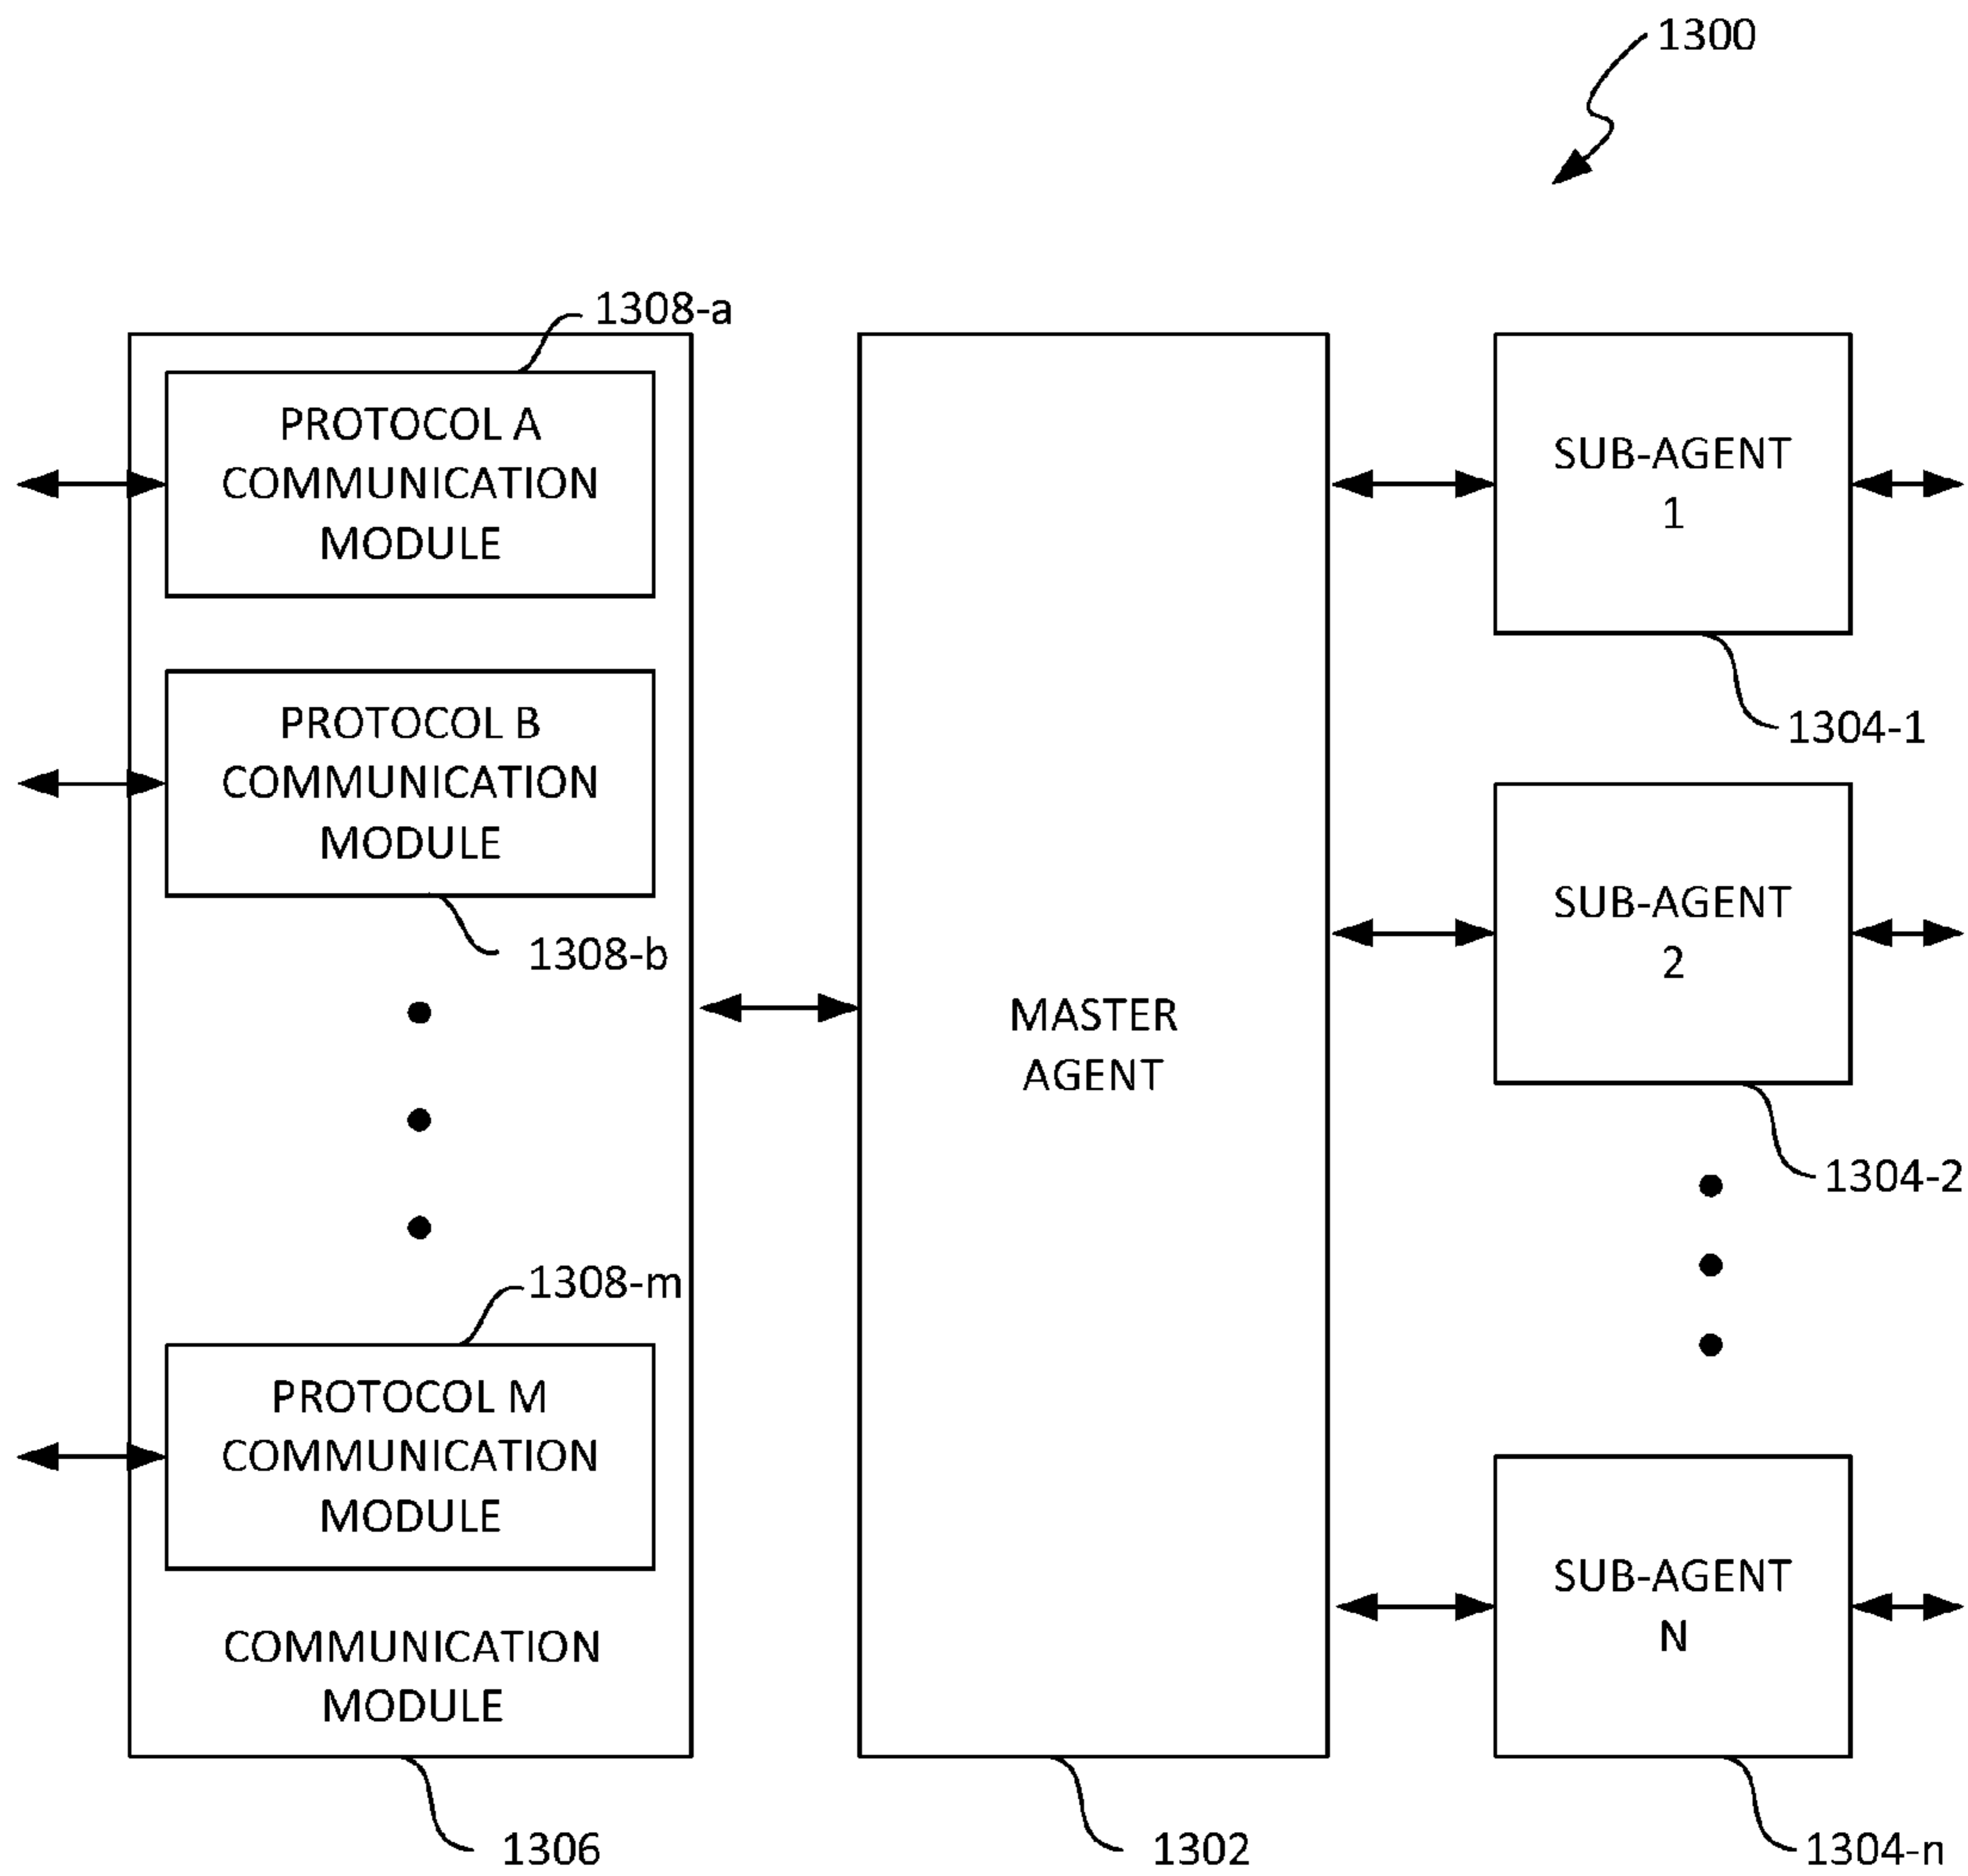 1300
1308-a
PROTOCOL A
COMMUNICATION
MODULE
PROTOCOL B
COMMUNICATION
MODULE
1308-b
1308-m
PROTOCOL M
COMMUNICATION
MODULE
COMMUNICATION
MODULE
1306
MASTER
AGENT
1302
SUB-AGENT
1
1304-1
SUB-AGENT
2
1304-2
SUB-AGENT
N
1304-n